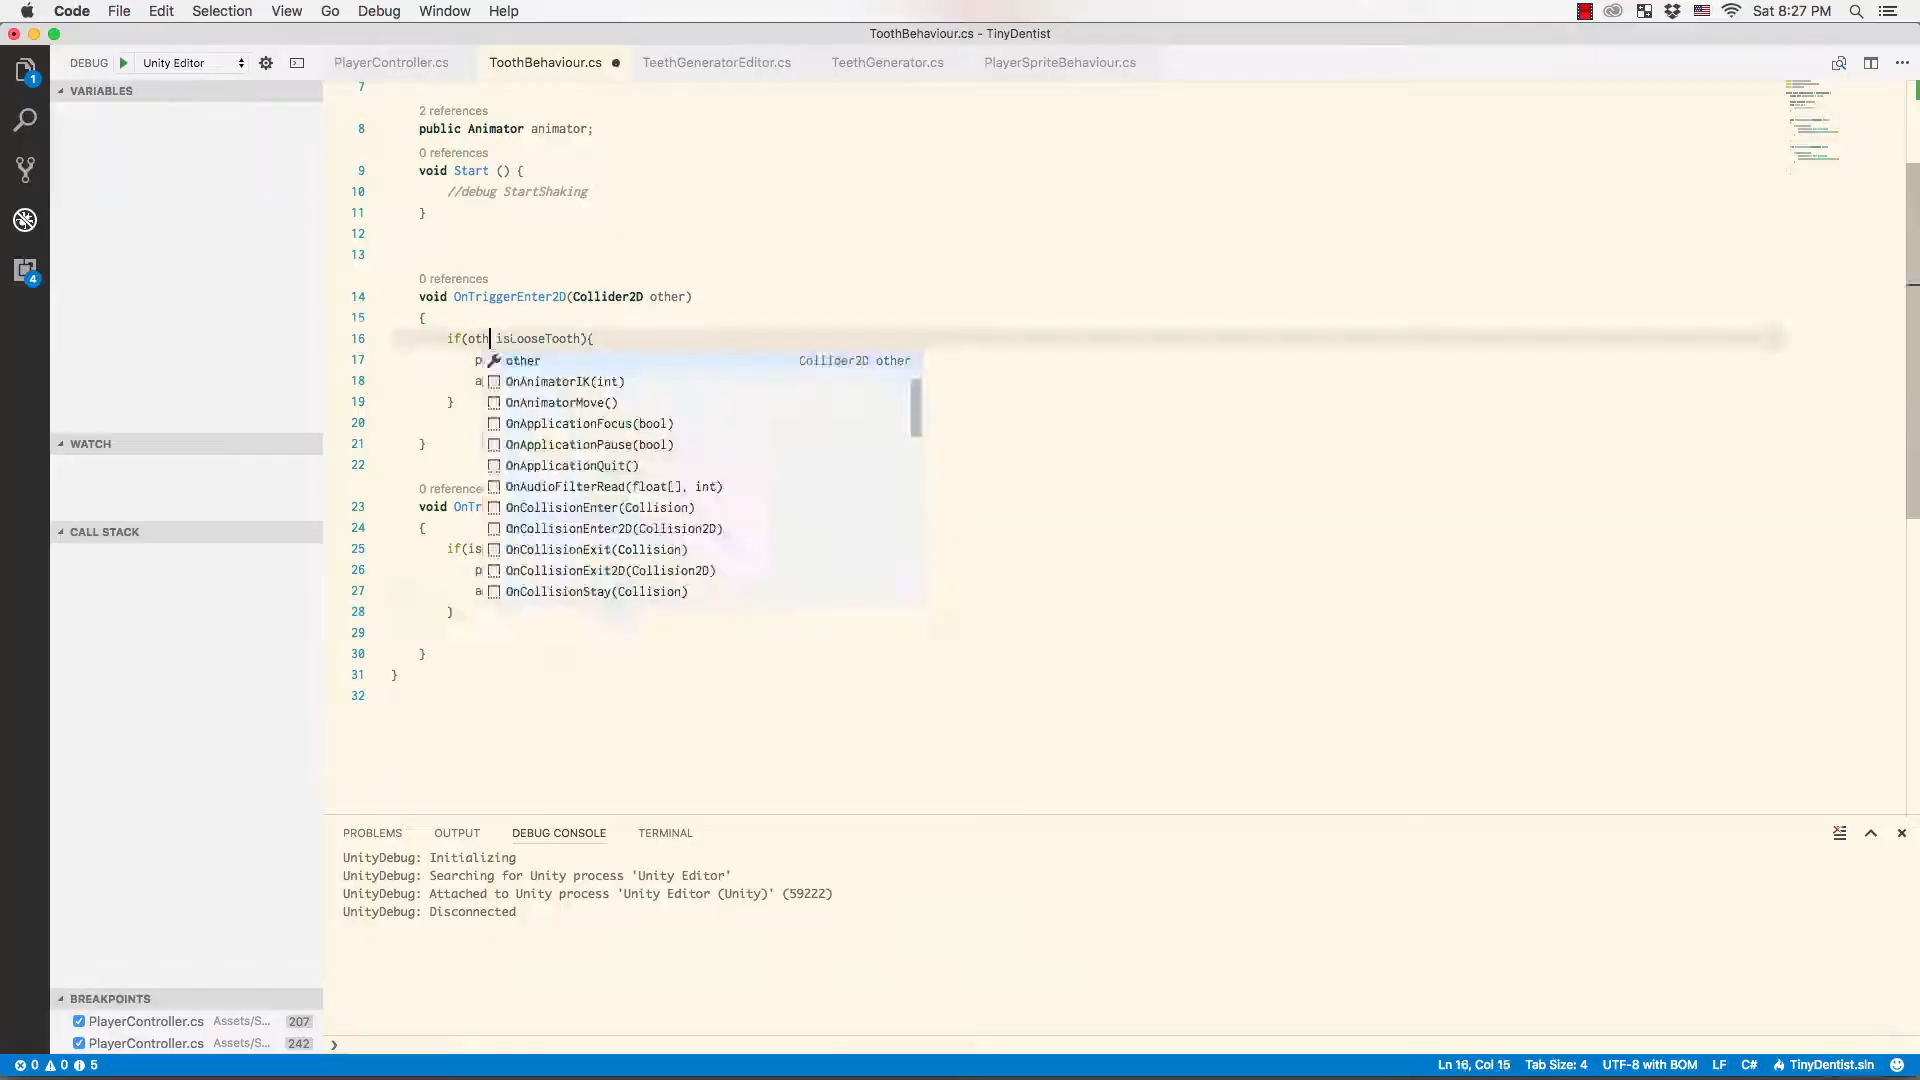 Code File Edit Selection View Go Debug Window Help Sat 8:27 PM
ToothBehaviour.cs - TinyDentist
DEBUG Unity Editor
PlayerController.cs ToothBehaviour.cs TeethGeneratorEditor.cs TeethGenerator.cs PlayerSpriteBehaviour.cs
1
4
VARIABLES
WATCH
CALL STACK
BREAKPOINTS
PlayerController.cs Assets/S... 207
PlayerController.cs Assets/S... 242
7
2 references
8 public Animator animator;
0 references
9 void Start () {
10 //debug StartShaking
11 }
12
13
0 references
14 void OnTriggerEnter2D(Collider2D other)
15 {
16 if(oth isLooseTooth){
17 p
18 a
19 }
20
21 }
22
0 reference
23 void OnTr
24 {
25 if(is
26 p
27 a
28 }
29
30 }
31 }
32
other Collider2D other
OnAnimatorIK(int)
OnAnimatorMove()
OnApplicationFocus(bool)
OnApplicationPause(bool)
OnApplicationQuit()
OnAudioFilterRead(float[], int)
OnCollisionEnter(Collision)
OnCollisionEnter2D(Collision2D)
OnCollisionExit(Collision)
OnCollisionExit2D(Collision2D)
OnCollisionStay(Collision)
PROBLEMS OUTPUT DEBUG CONSOLE TERMINAL
UnityDebug: Initializing
UnityDebug: Searching for Unity process 'Unity Editor'
UnityDebug: Attached to Unity process 'Unity Editor (Unity)' (59222)
UnityDebug: Disconnected
0 0 5 Ln 16, Col 15 Tab Size: 4 UTF-8 with BOM LF C# TinyDentist.sln